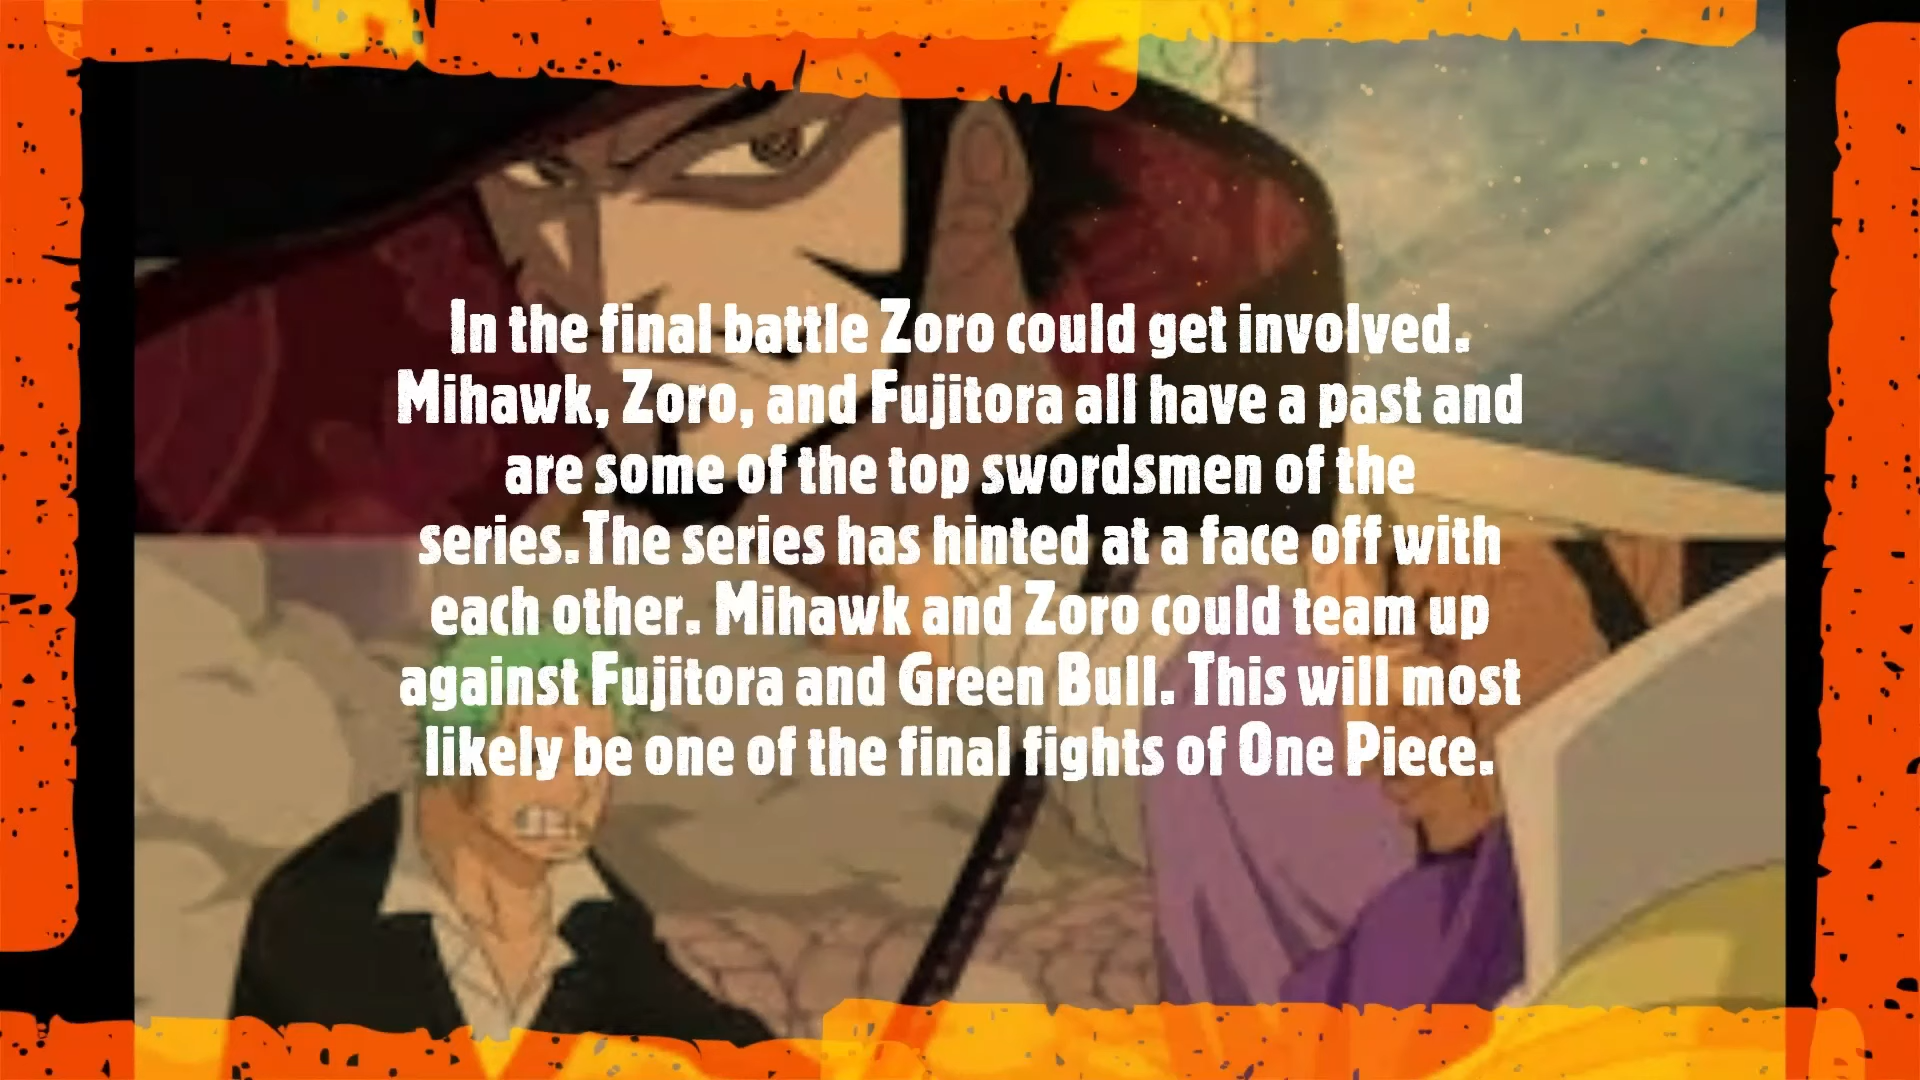 In the final battle Zoro could get involved.
Mihawk, Zoro, and Fujitora all have a past and
are some of the top swordsmen of the
series.The series has hinted at a face off with
each other. Mihawk and Zoro could team up
against Fujitora and Green Bull. This will most
likely be one of the final fights of One Piece.